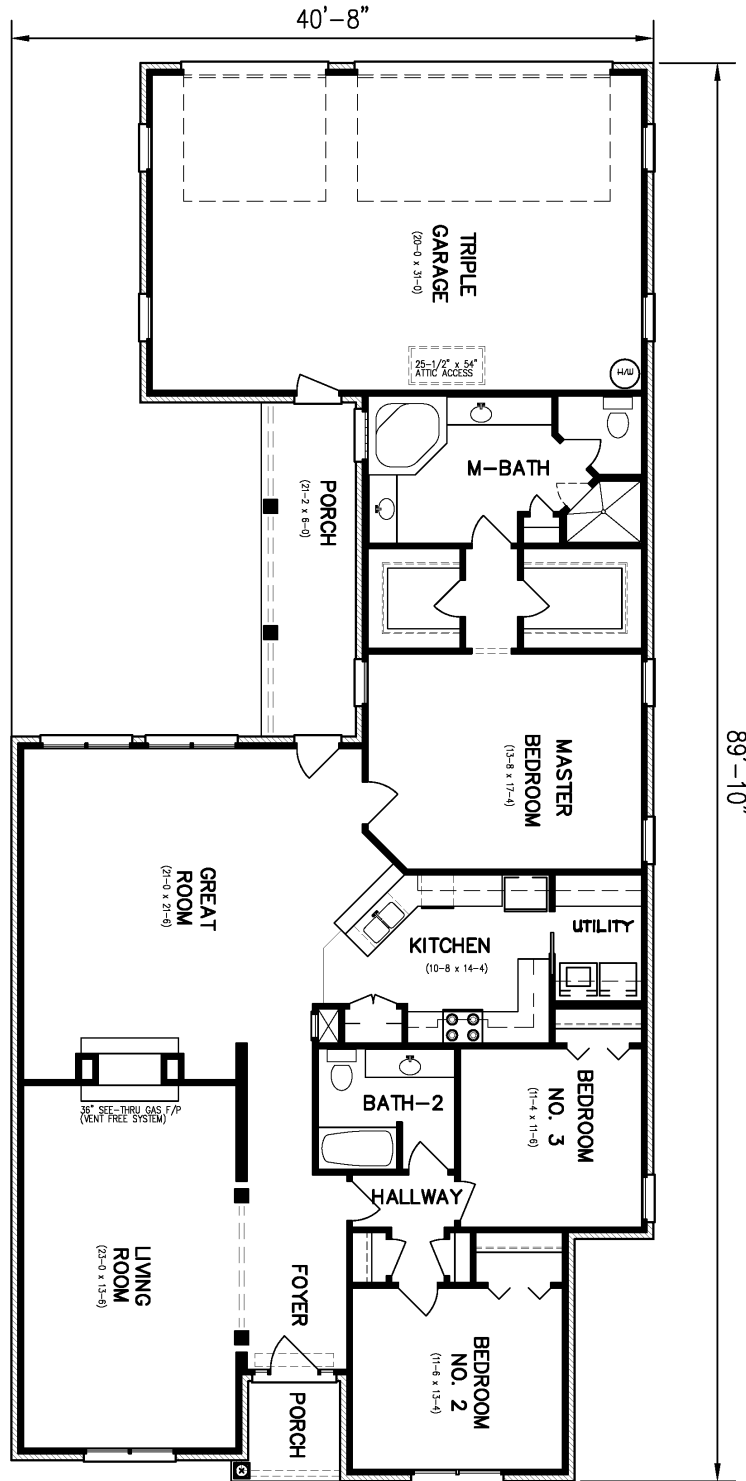 40'-8"
89'-10"
TRIPLE
GARAGE
(20-0 x 31-0)
25-1/2" x 54"
ATTIC ACCESS
W/H
M-BATH
PORCH
(21-2 x 6-0)
MASTER
BEDROOM
(13-8 x 17-4)
GREAT
ROOM
(21-0 x 21-6)
KITCHEN
(10-8 x 14-4)
UTILITY
36" SEE-THRU GAS F/P
(VENT FREE SYSTEM)
BATH-2
BEDROOM
NO. 3
(11-4 x 11-6)
HALLWAY
LIVING
ROOM
(23-0 x 13-6)
FOYER
BEDROOM
NO. 2
(11-6 x 13-4)
PORCH